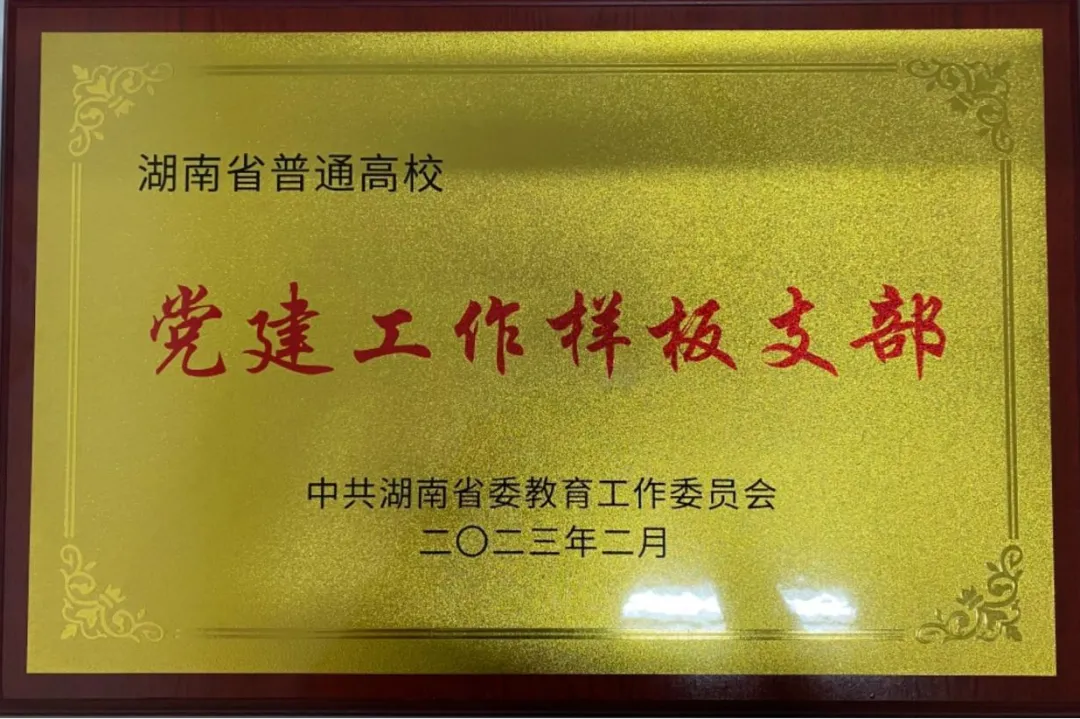 湖南省普通高校
党建工作样板支部
中共湖南省委教育工作委员会
二〇二三年二月